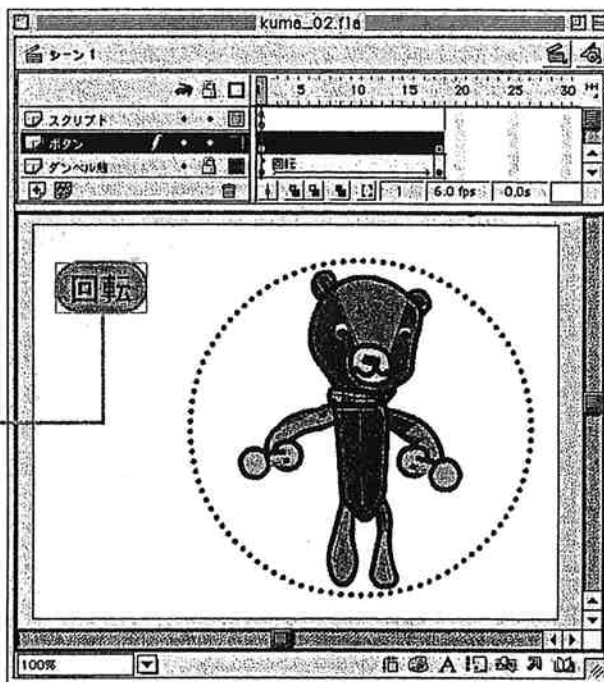 kuma_02.fla
シーン 1
5 10 15 20 25 30
スクリプト
ボタン
ダンベル熊
回転
1 6.0 fps 0.0s
回転
100%